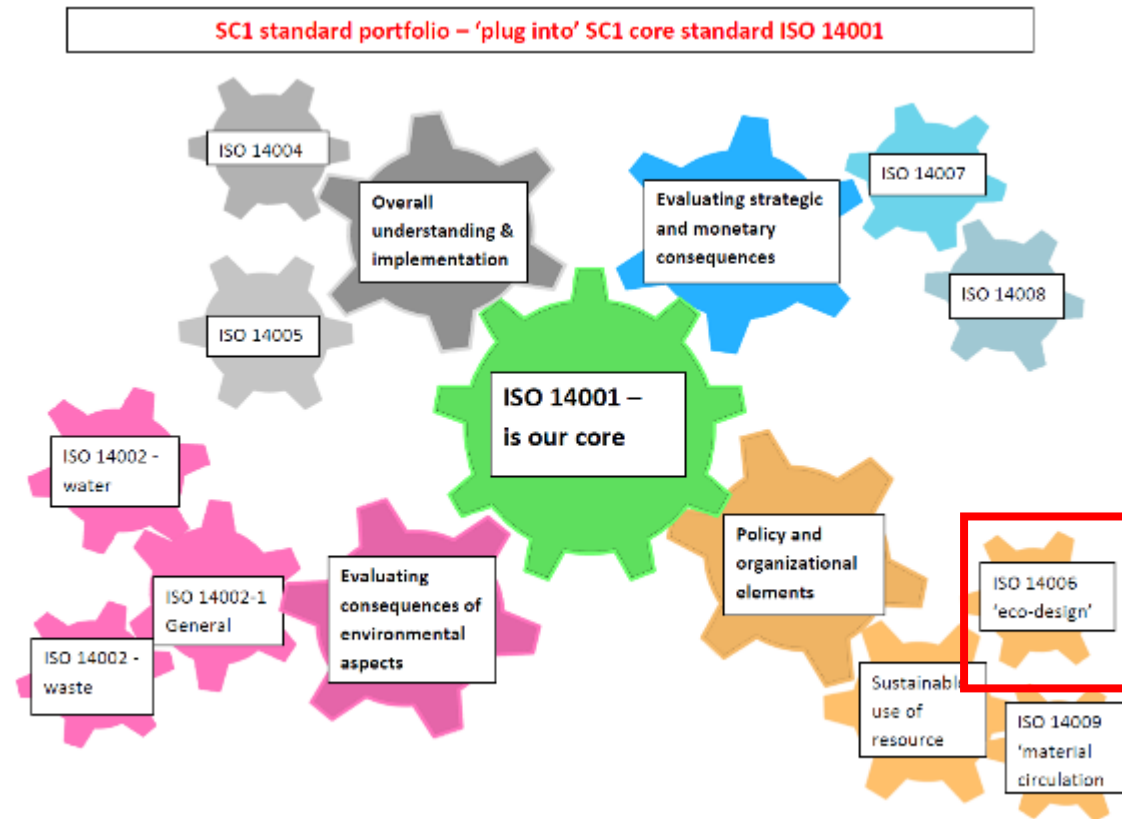 SC1 standard portfolio – ‘plug into’ SC1 core standard ISO 14001
ISO 14004
Overall
understanding &
implementation
ISO 14005
Evaluating strategic
and monetary
consequences
ISO 14007
ISO 14008
ISO 14001 –
is our core
ISO 14002 -
water
ISO 14002-1
General
ISO 14002 -
waste
Evaluating
consequences of
environmental
aspects
Policy and
organizational
elements
ISO 14006
‘eco-design’
Sustainable
use of
resource
ISO 14009
‘material
circulation